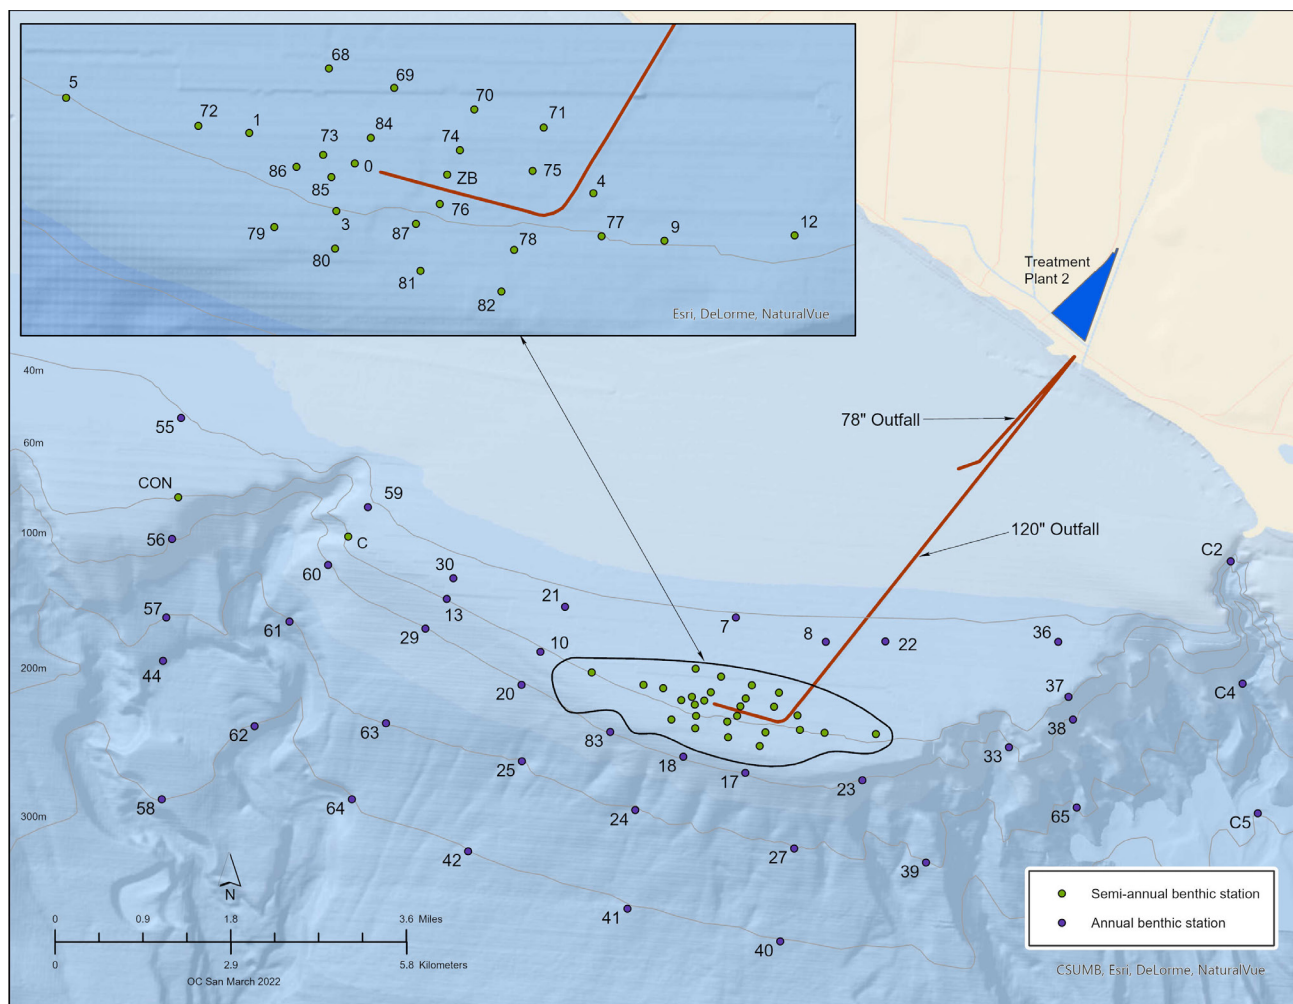 68
69
5
70
72
1
84
71
73
74
86
0
75
85
ZB
4
76
3
12
79
87
77
9
78
80
81
82
Esri, DeLorme, NaturalVue
Treatment
Plant 2
40m
55
78" Outfall
60m
CON
59
100m
56
C
120" Outfall
C2
60
30
57
13
21
61
29
7
8
22
36
10
200m
44
20
37
C4
62
63
38
83
33
25
18
17
23
58
64
65
300m
24
C5
42
27
39
N
Semi-annual benthic station
41
0 0.9 1.8 3.6 Miles
Annual benthic station
40
0 2.9 5.8 Kilometers
CSUMB, Esri, DeLorme, NaturalVue
OC San March 2022